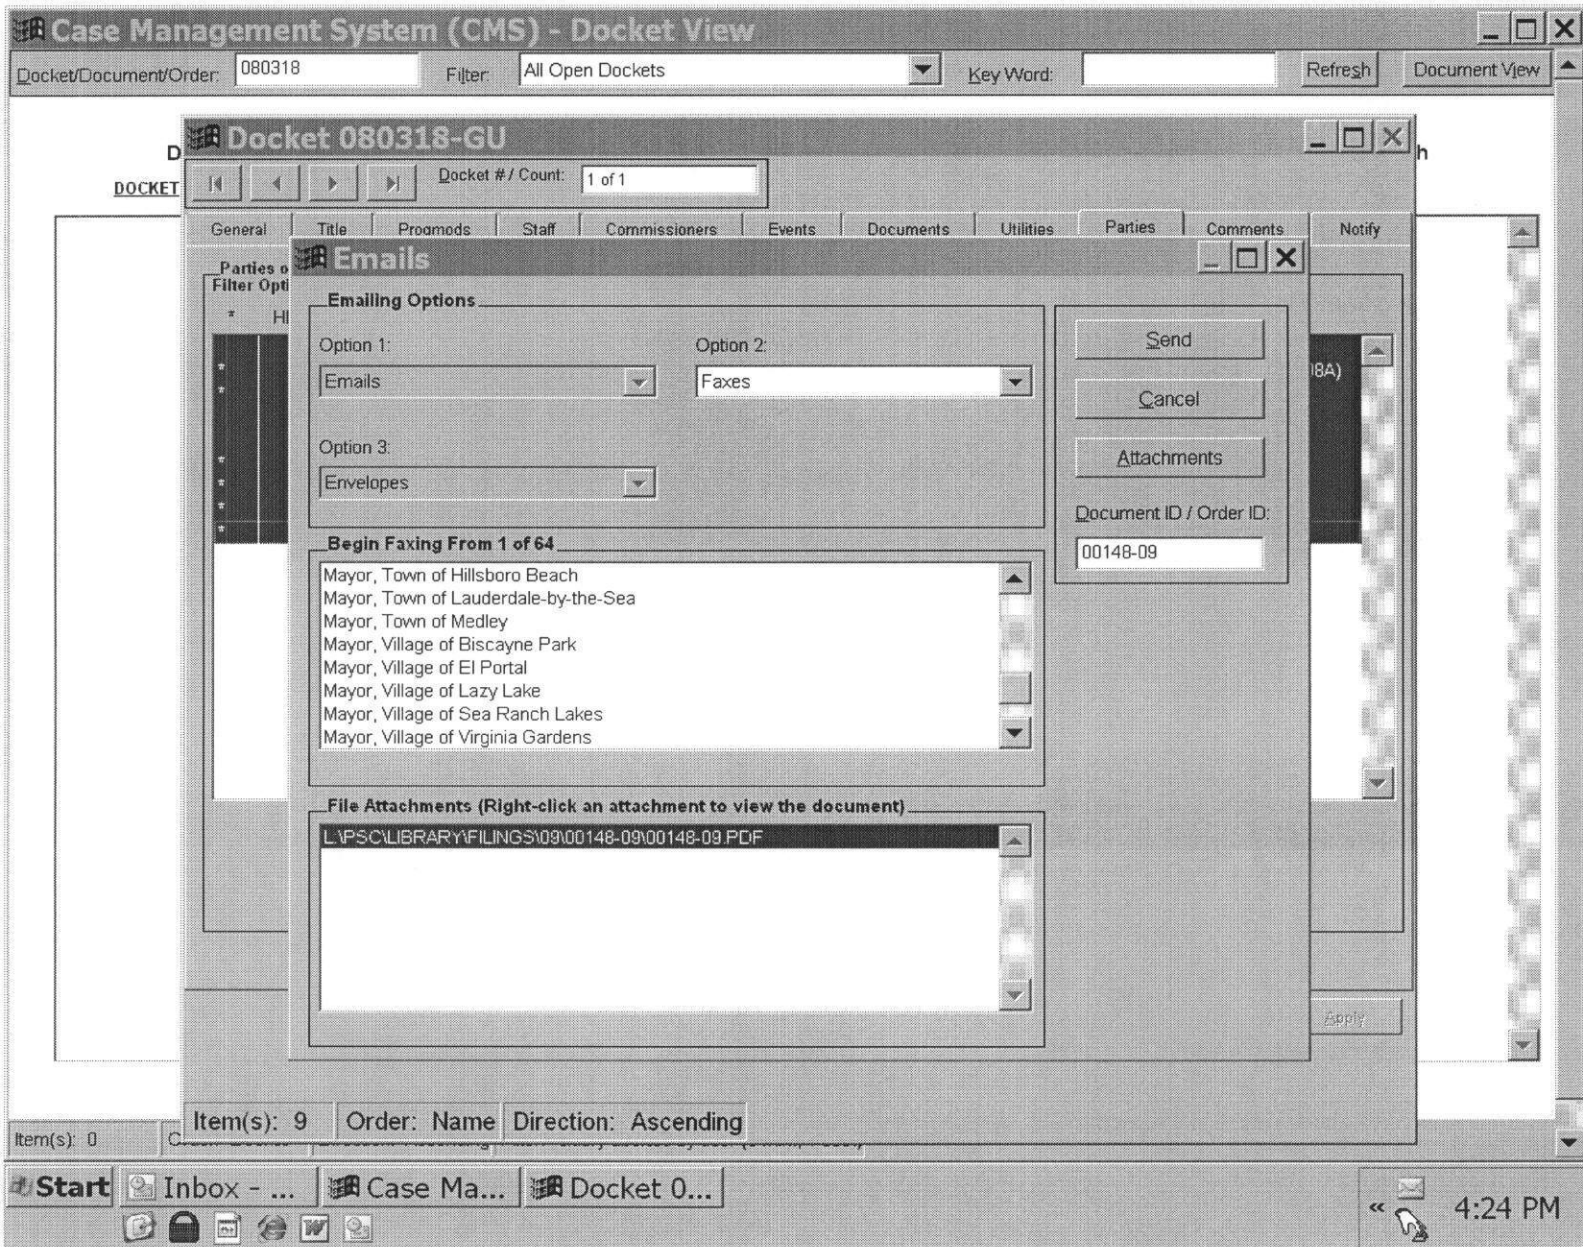 Case Management System (CMS) - Docket View
Docket/Document/Order: 080318 Filter: All Open Dockets Key Word: Refresh Document View
D h
Docket 080318-GU
DOCKET
Docket # / Count: 1 of 1
General Title Progmods Staff Commissioners Events Documents Utilities Parties Comments Notify
Parties o
Filter Opti
* HI
Emails
Emailing Options
Option 1: Option 2:
Emails Faxes
Option 3:
Envelopes
Send
Cancel
Attachments
Document ID / Order ID:
00148-09
8A)
Begin Faxing From 1 of 64
Mayor, Town of Hillsboro Beach
Mayor, Town of Lauderdale-by-the-Sea
Mayor, Town of Medley
Mayor, Village of Biscayne Park
Mayor, Village of El Portal
Mayor, Village of Lazy Lake
Mayor, Village of Sea Ranch Lakes
Mayor, Village of Virginia Gardens
File Attachments (Right-click an attachment to view the document)
L:\PSC\LIBRARY\FILINGS\09\00148-09\00148-09.PDF
Apply
Item(s): 9 Order: Name Direction: Ascending
Item(s): 0
Start Inbox - ... Case Ma... Docket 0...
« 4:24 PM